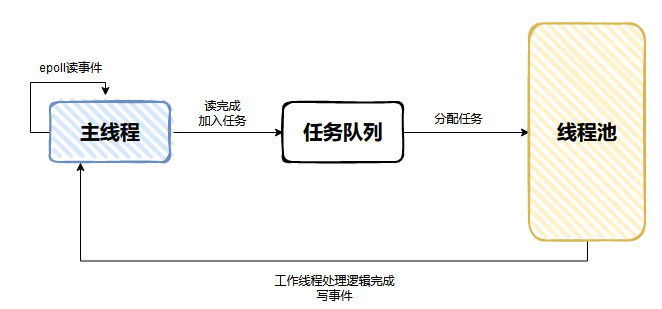 epoll读事件
主线程
读完成
加入任务
任务队列
分配任务
线程池
工作线程处理逻辑完成
写事件